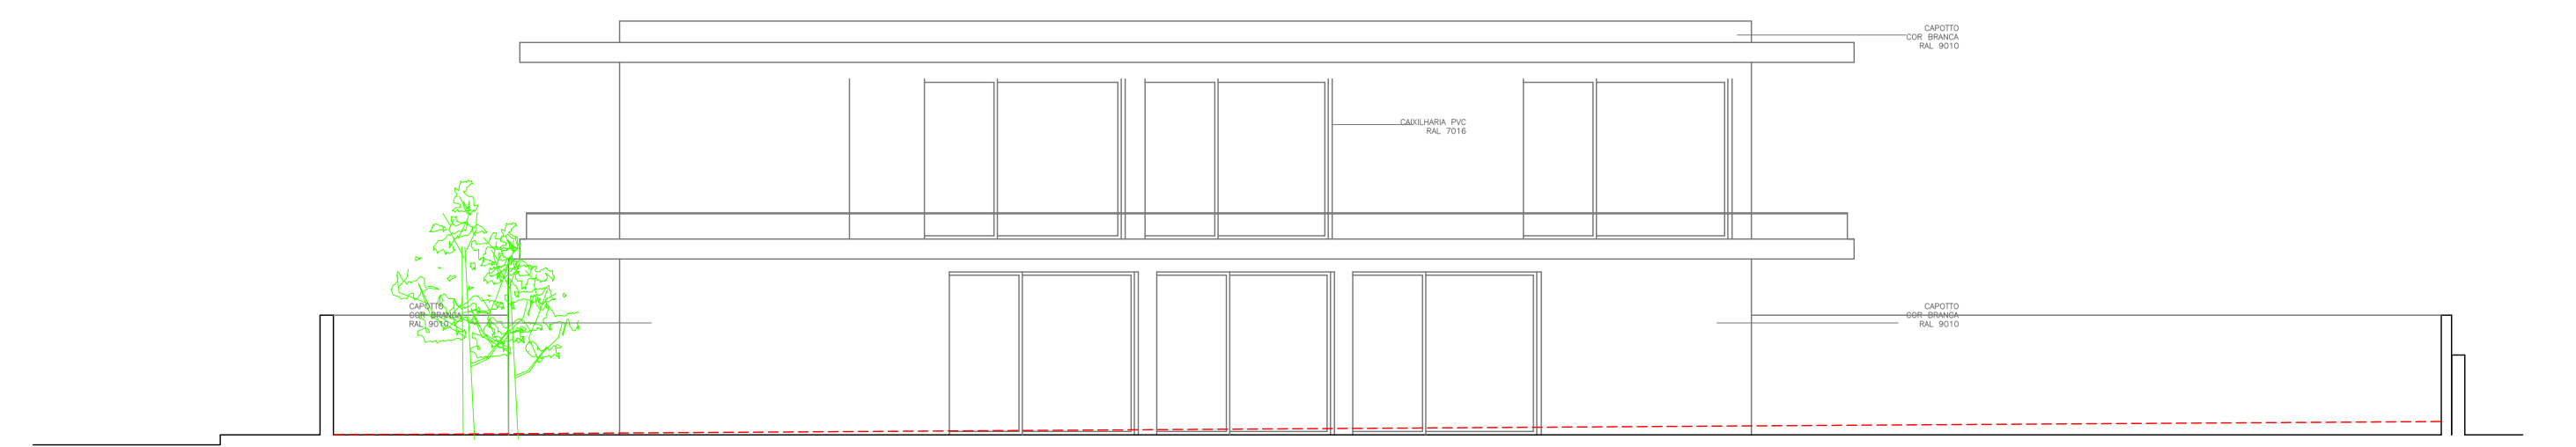 CAPOTTO
COR BRANCA
RAL 9010
CAIXILHARIA PVC
RAL 7016
CAPOTTO
COR BRANCA
RAL 9010
CAPOTTO
COR BRANCA
RAL 9010